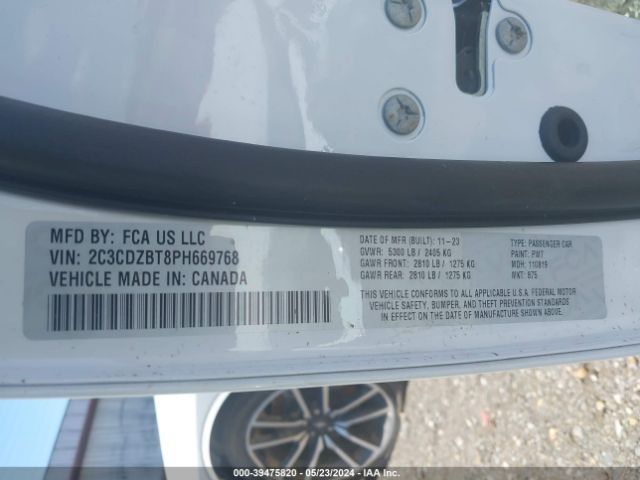 MFD BY: FCA US LLC
VIN: 2C3CDZBT8PH669768
VEHICLE MADE IN: CANADA
DATE OF MFR (BUILT): 11-23
GVWR: 5300 LB / 2405 KG
GAWR FRONT: 2810 LB / 1275 KG
GAWR REAR: 2810 LB / 1275 KG
TYPE: PASSENGER CAR
PAINT: PW7
MDH: 110819
VKT: 675
THIS VEHICLE CONFORMS TO ALL APPLICABLE U.S.A. FEDERAL MOTOR
VEHICLE SAFETY, BUMPER, AND THEFT PREVENTION STANDARDS
IN EFFECT ON THE DATE OF MANUFACTURE SHOWN ABOVE.
000-39475820 - 05/23/2024 - IAA Inc.